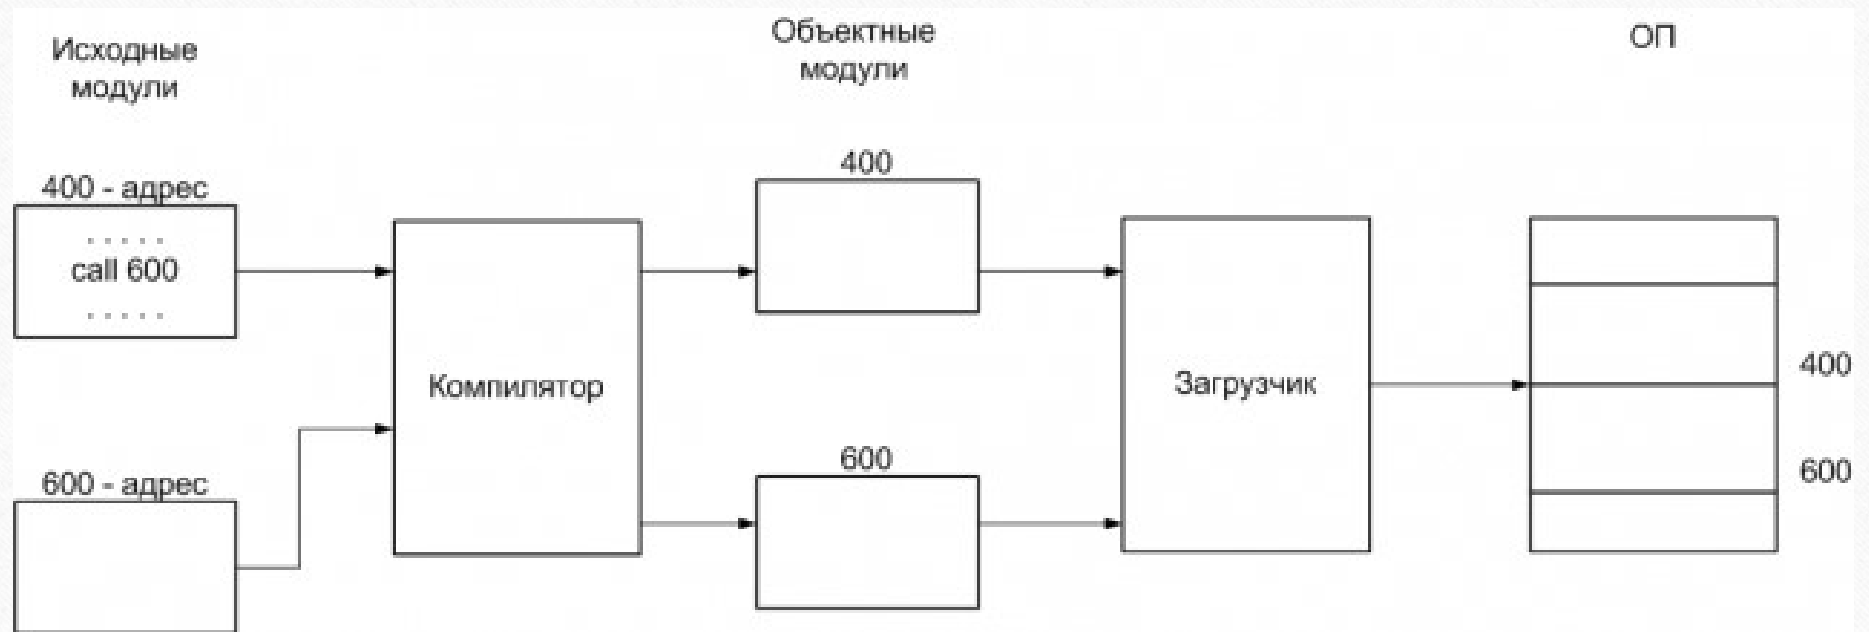 Исходные
модули
Объектные
модули
ОП
400 - адрес
.....
call 600
.....
600 - адрес
Компилятор
400
600
Загрузчик
400
600